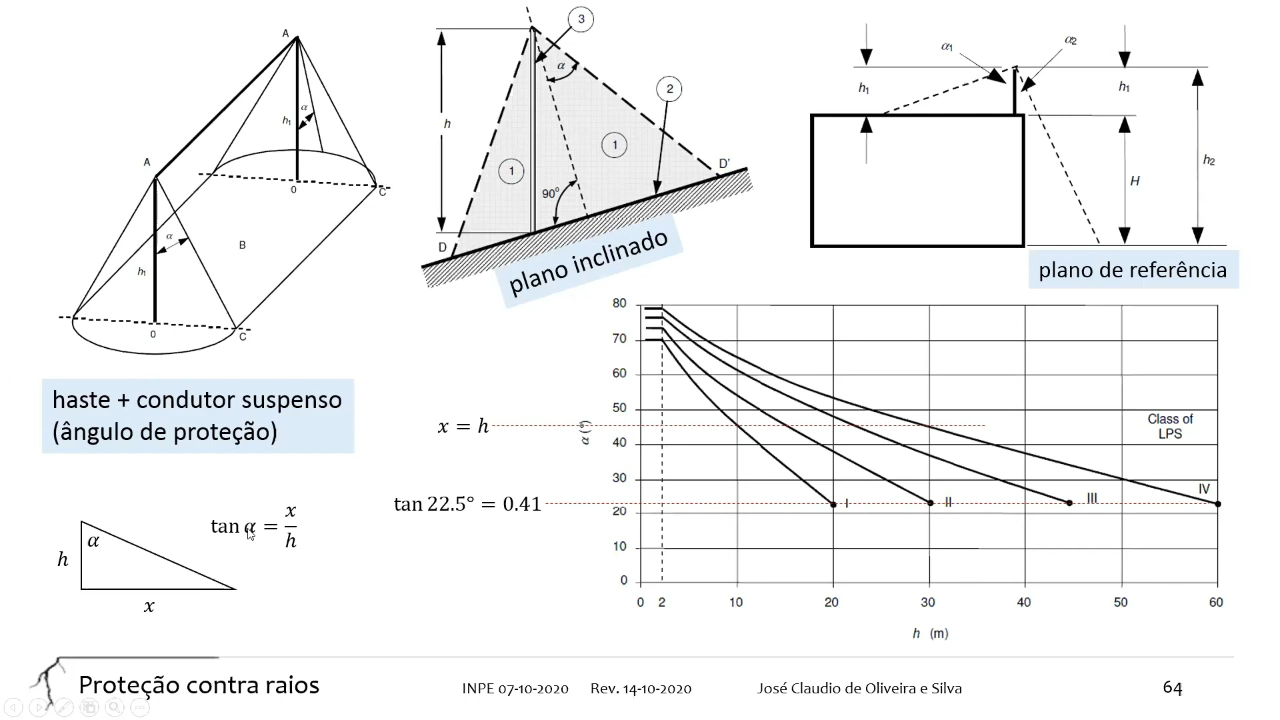 A
α
h₁
0
C
A
α
h₁
0
C
B
haste + condutor suspenso
(ângulo de proteção)
h
α
x
tan α = x/h
3
α
h
2
1
1
90°
D'
D
plano inclinado
α1
α2
h₁
h₁
H
h₂
plano de referência
x = h
tan 22.5° = 0.41
α (°)
80
70
60
50
40
30
20
10
0
Class of
LPS
I
II
III
IV
0 2 10 20 30 40 50 60
h (m)
Proteção contra raios
INPE 07-10-2020 Rev. 14-10-2020 José Claudio de Oliveira e Silva 64